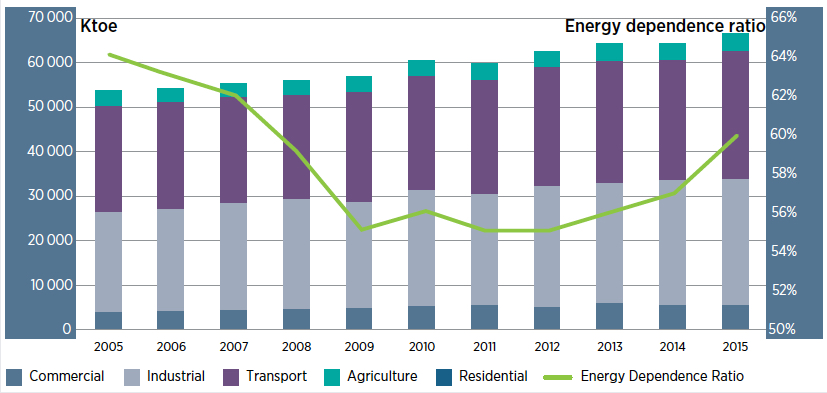 70 000 Ktoe Energy dependence ratio 66%
60 000 64%
50 000 62%
40 000 60%
30 000 58%
20 000 56%
10 000 54%
0 52%
50%
2005 2006 2007 2008 2009 2010 2011 2012 2013 2014 2015
Commercial Industrial Transport Agriculture Residential Energy Dependence Ratio